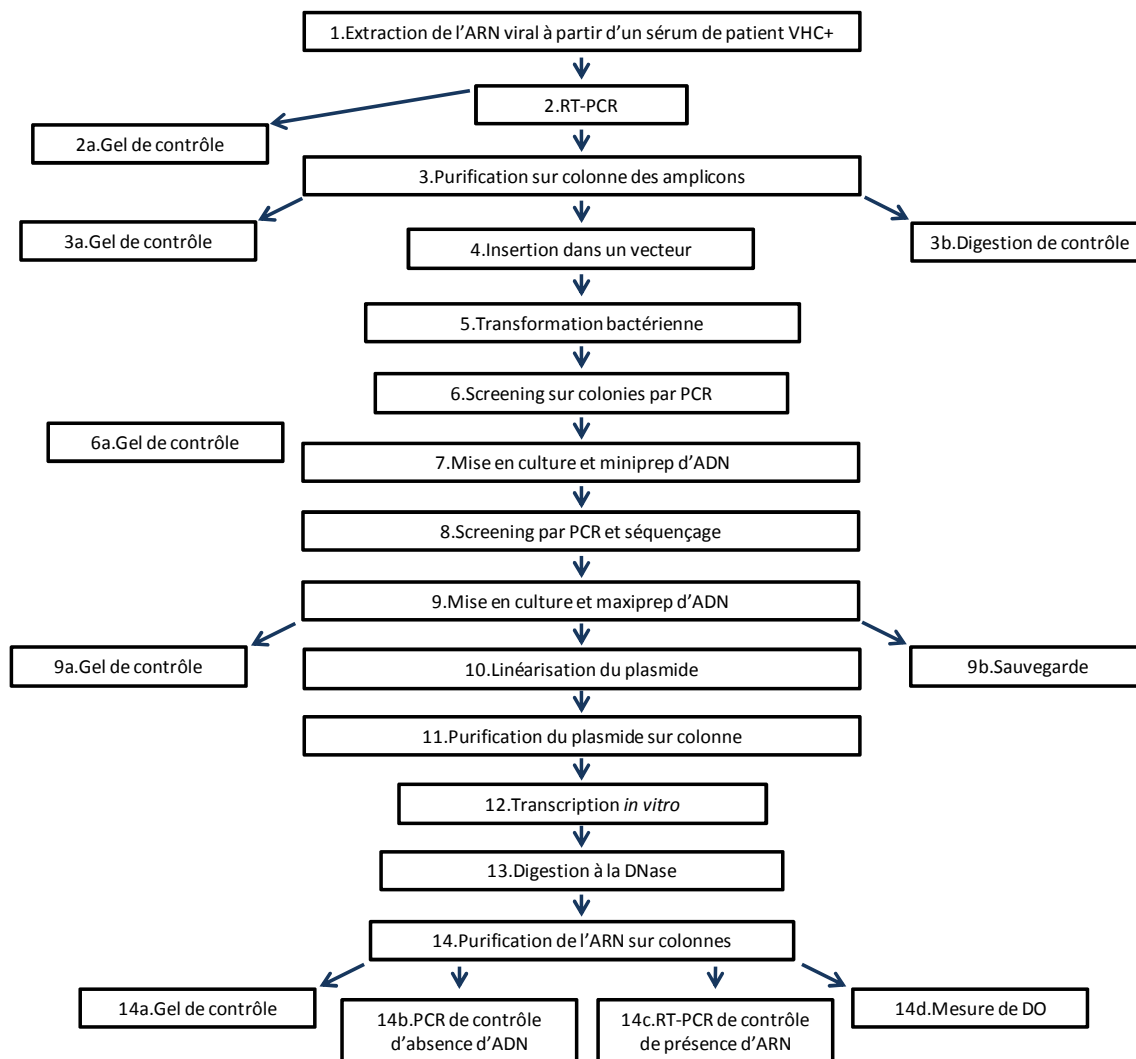 1.Extraction de l’ARN viral à partir d’un sérum de patient VHC+
2.RT-PCR
2a.Gel de contrôle
3.Purification sur colonne des amplicons
3a.Gel de contrôle
4.Insertion dans un vecteur
3b.Digestion de contrôle
5.Transformation bactérienne
6.Screening sur colonies par PCR
6a.Gel de contrôle
7.Mise en culture et miniprep d’ADN
8.Screening par PCR et séquençage
9.Mise en culture et maxiprep d’ADN
9a.Gel de contrôle
10.Linéarisation du plasmide
9b.Sauvegarde
11.Purification du plasmide sur colonne
12.Transcription in vitro
13.Digestion à la DNase
14.Purification de l’ARN sur colonnes
14a.Gel de contrôle
14b.PCR de contrôle
d’absence d’ADN
14c.RT-PCR de contrôle
de présence d’ARN
14d.Mesure de DO